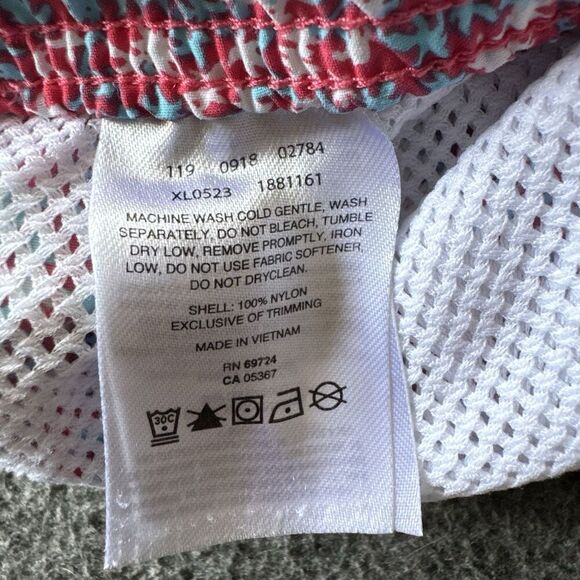 119 0918 02784
XL0523 1881161
MACHINE WASH COLD GENTLE, WASH
SEPARATELY, DO NOT BLEACH, TUMBLE
DRY LOW, REMOVE PROMPTLY, IRON
LOW, DO NOT USE FABRIC SOFTENER,
DO NOT DRYCLEAN.
SHELL: 100% NYLON
EXCLUSIVE OF TRIMMING
MADE IN VIETNAM
RN 69724
CA 05367
30C